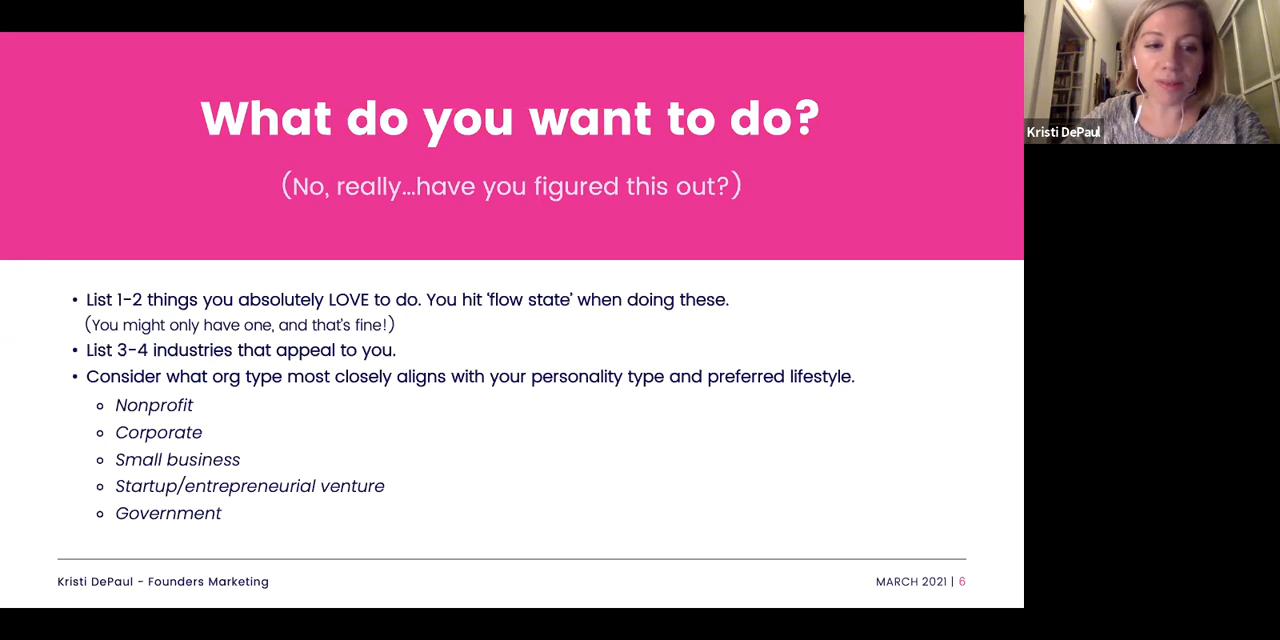 What do you want to do?
(No, really...have you figured this out?)
• List 1-2 things you absolutely LOVE to do. You hit 'flow state' when doing these.
(You might only have one, and that's fine!)
• List 3-4 industries that appeal to you.
• Consider what org type most closely aligns with your personality type and preferred lifestyle.
Nonprofit
Corporate
Small business
Startup/entrepreneurial venture
Government
Kristi DePaul - Founders Marketing
MARCH 2021 | 6
Kristi DePaul